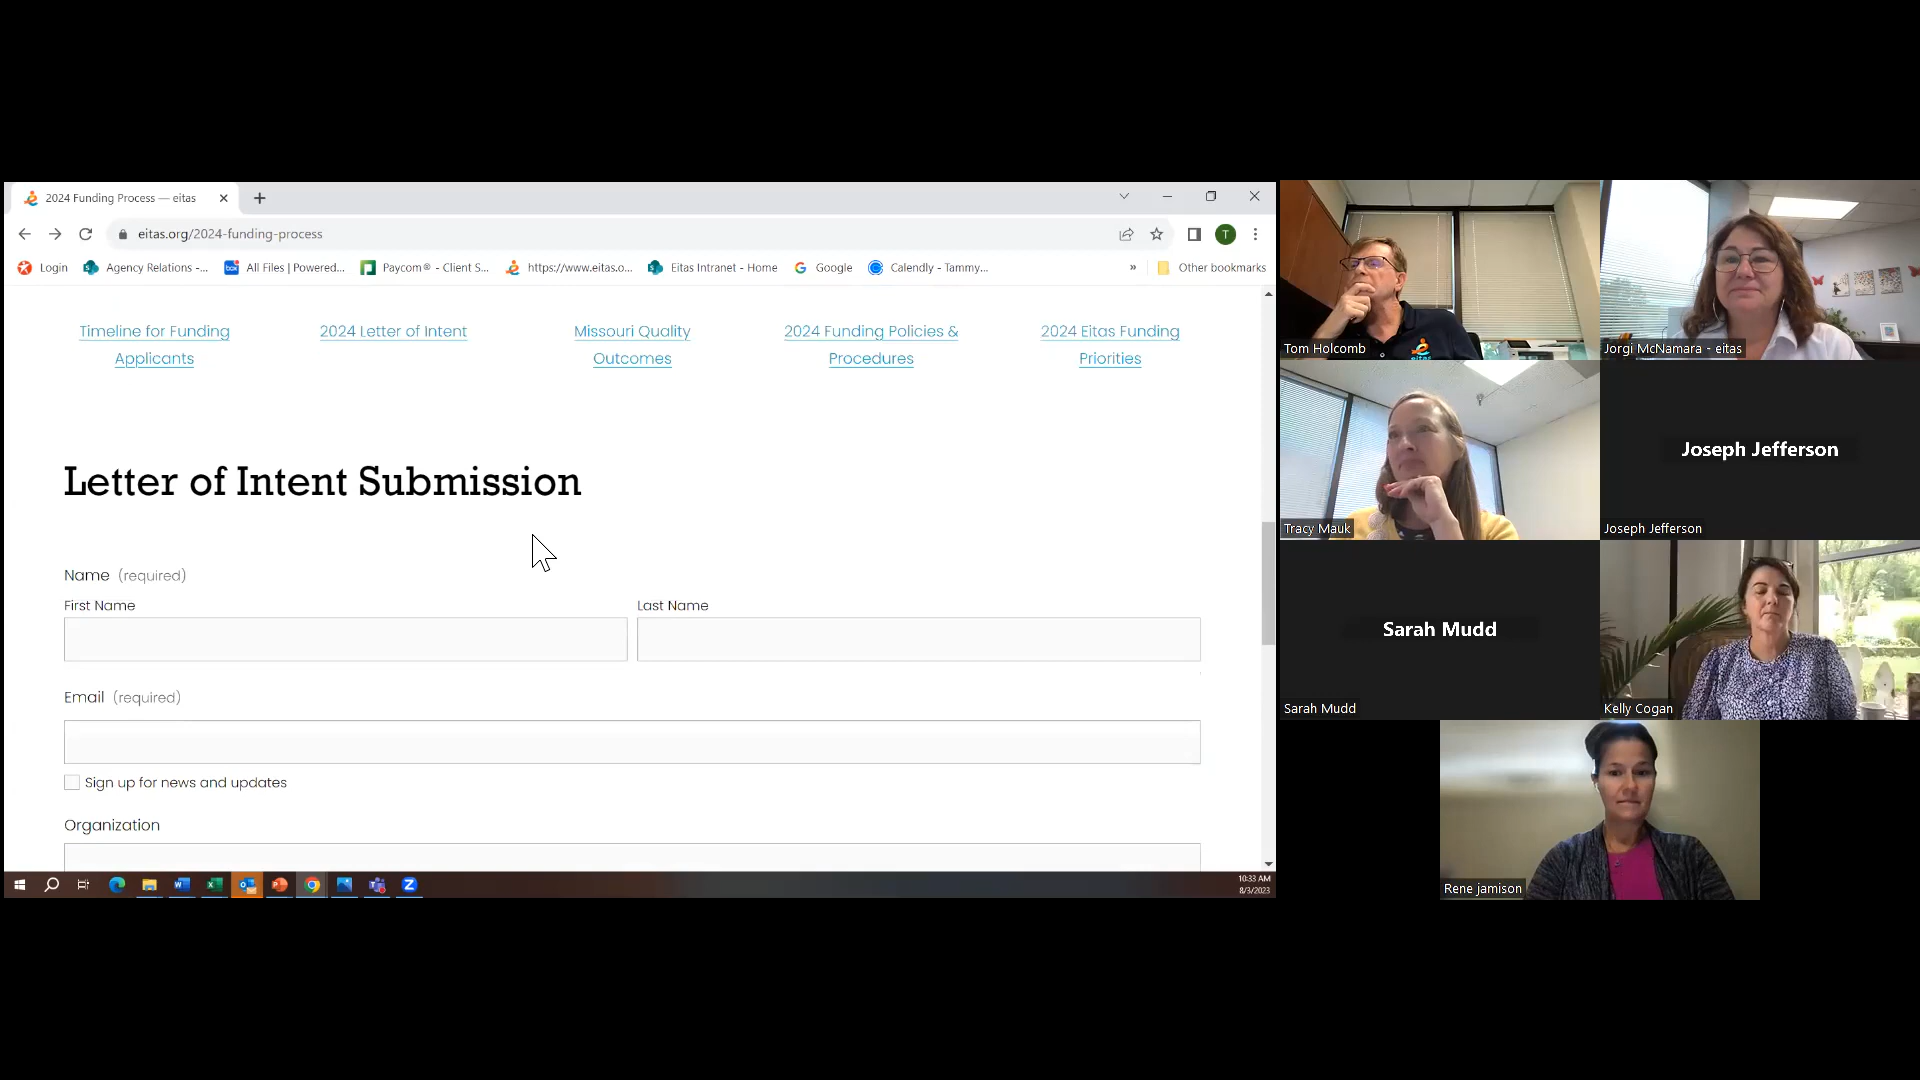 2024 Funding Process — eitas
eitas.org/2024-funding-process
T
Login
Agency Relations -...
All Files | Powered...
Paycom® - Client S...
https://www.eitas.o...
Eitas Intranet - Home
Google
Calendly - Tammy...
»
Other bookmarks
Timeline for Funding
Applicants
2024 Letter of Intent
Missouri Quality
Outcomes
2024 Funding Policies &
Procedures
2024 Eitas Funding
Priorities
Letter of Intent Submission
Name (required)
First Name
Last Name
Email (required)
Sign up for news and updates
Organization
10:33 AM
8/3/2023
Tom Holcomb
eitas
Jorgi McNamara - eitas
Tracy Mauk
Joseph Jefferson
Joseph Jefferson
Sarah Mudd
Sarah Mudd
Kelly Cogan
Rene jamison